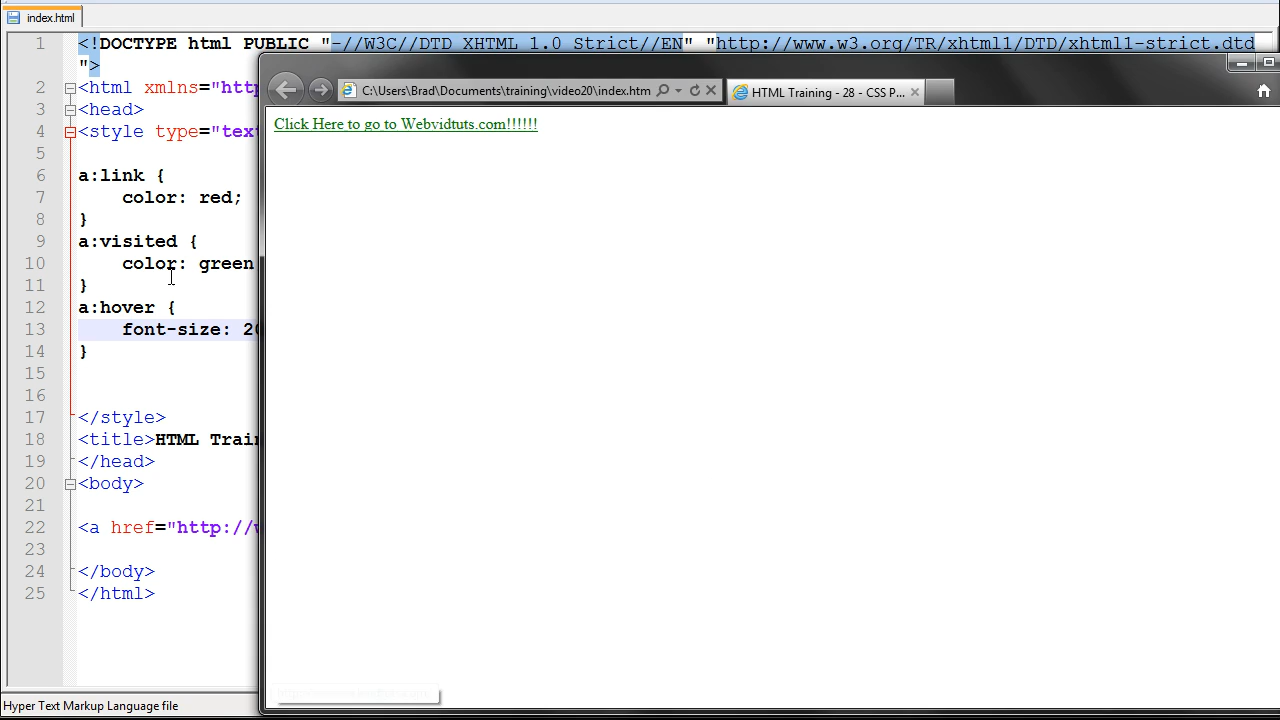 index.html
1 <!DOCTYPE html PUBLIC "-//W3C//DTD XHTML 1.0 Strict//EN" "http://www.w3.org/TR/xhtml1/DTD/xhtml1-strict.dtd
">
C:\Users\Brad\Documents\training\video20\index.htm
HTML Training - 28 - CSS P...
Click Here to go to Webvidtuts.com!!!!!!
2 <html xmlns="http
3 <head>
4 <style type="text
5
6 a:link {
7 color: red;
8 }
9 a:visited {
10 color: green
11 }
12 a:hover {
13 font-size: 20
14 }
15
16
17 </style>
18 <title>HTML Train
19 </head>
20 <body>
21
22 <a href="http://w
23
24 </body>
25 </html>
Hyper Text Markup Language file